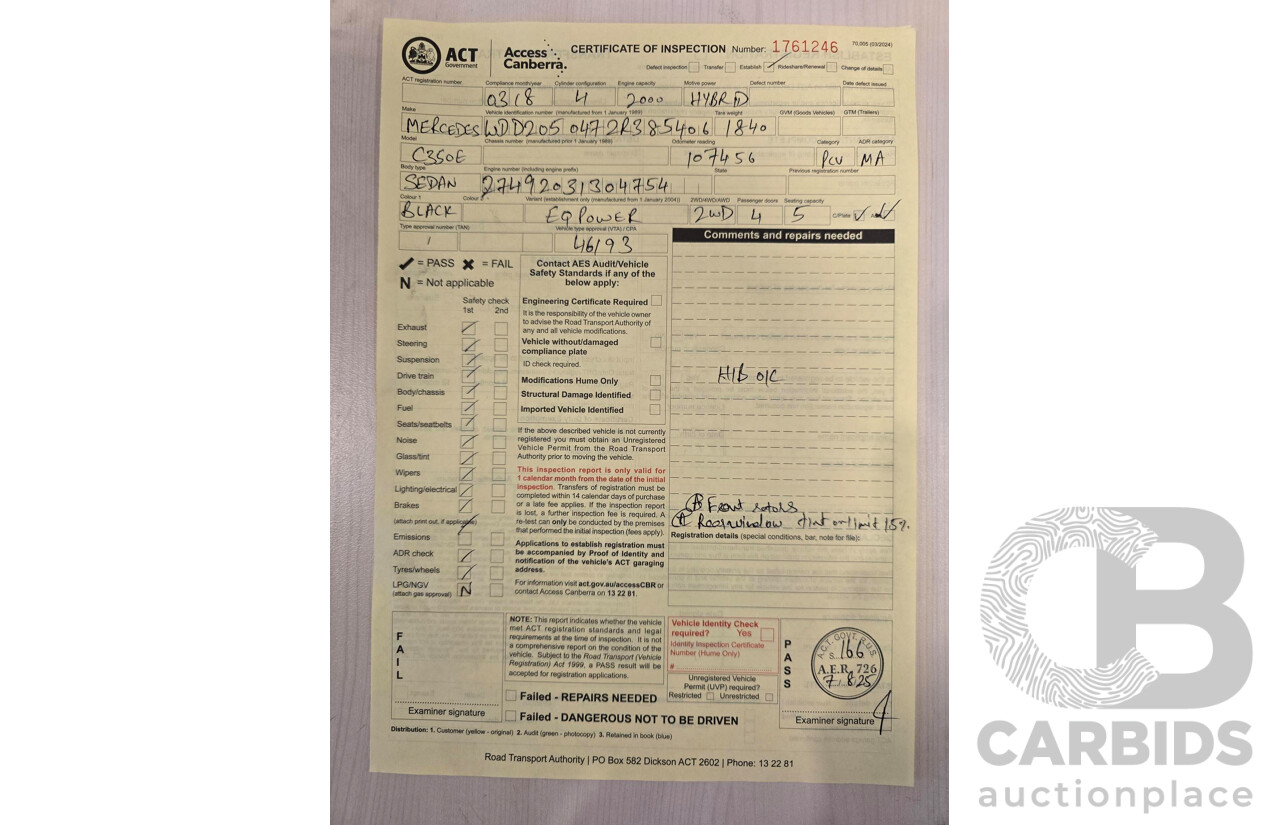 ACT Government
Access Canberra.
CERTIFICATE OF INSPECTION Number: 1761246 70.005 (03/2024)
Defect inspection Transfer Establish Rideshare/Renewal Change of details
ACT registration number Compliance month/year Cylinder configuration Engine capacity Motive power Defect number Date defect issued
03/8 4 2000 HYBRID
Make Vehicle identification number (manufactured from 1 January 1989) Tare weight GVM (Goods Vehicles) GTM (Trailers)
MERCEDES WDD2050472R385406 1840
Model Chassis number (manufactured prior 1 January 1989) Odometer reading Category ADR category
C350E 107456 PCV MA
Body type Engine number (including engine prefix) State Previous registration number
SEDAN 27492031304754
Colour 1 Colour 2 Variant (establishment only (manufactured from 1 January 2004)) 2WD/4WD/AWD Passenger doors Seating capacity
BLACK EQ POWER 2WD 4 5 C/Plate
Type approval number (TAN) Vehicle type approval (VTA) / CPA
46193
Comments and repairs needed
= PASS = FAIL
N = Not applicable
Safety check
1st 2nd
Exhaust
Steering
Suspension
Drive train
Body/chassis
Fuel
Seats/seatbelts
Noise
Glass/tint
Wipers
Lighting/electrical
Brakes
(attach print out, if applicable)
Emissions
ADR check
Tyres/wheels
LPG/NGV N
(attach gas approval)
Contact AES Audit/Vehicle
Safety Standards if any of the
below apply:
Engineering Certificate Required
It is the responsibility of the vehicle owner
to advise the Road Transport Authority of
any and all vehicle modifications.
Vehicle without/damaged
compliance plate
ID check required.
Modifications Hume Only
Structural Damage Identified
Imported Vehicle Identified
If the above described vehicle is not currently
registered you must obtain an Unregistered
Vehicle Permit from the Road Transport
Authority prior to moving the vehicle.
This inspection report is only valid for
1 calendar month from the date of the initial
inspection. Transfers of registration must be
completed within 14 calendar days of purchase
or a late fee applies. If the inspection report
is lost, a further inspection fee is required. A
re-test can only be conducted by the premises
that performed the initial inspection (fees apply).
Applications to establish registration must
be accompanied by Proof of Identity and
notification of the vehicle's ACT garaging
address.
For information visit act.gov.au/accessCBR or
contact Access Canberra on 13 22 81.
H/B O/C
Front rotors
Rear window tint on limit 15%
Registration details (special conditions, bar, note for file):
FAIL
Examiner signature
NOTE: This report indicates whether the vehicle
met ACT registration standards and legal
requirements at the time of inspection. It is not
a comprehensive report on the condition of the
vehicle. Subject to the Road Transport (Vehicle
Registration) Act 1999, a PASS result will be
accepted for registration applications.
Failed - REPAIRS NEEDED
Failed - DANGEROUS NOT TO BE DRIVEN
Vehicle Identity Check
required? Yes
Identity Inspection Certificate
Number (Hume Only)
#
Unregistered Vehicle
Permit (UVP) required?
Restricted Unrestricted
PASS
A.C.T. GOVT. R.U.S.
166
A.E.R. 726
7 8 25
Examiner signature
Distribution: 1. Customer (yellow - original) 2. Audit (green - photocopy) 3. Retained in book (blue)
Road Transport Authority | PO Box 582 Dickson ACT 2602 | Phone: 13 22 81
CB
CARBIDS
auctionplace